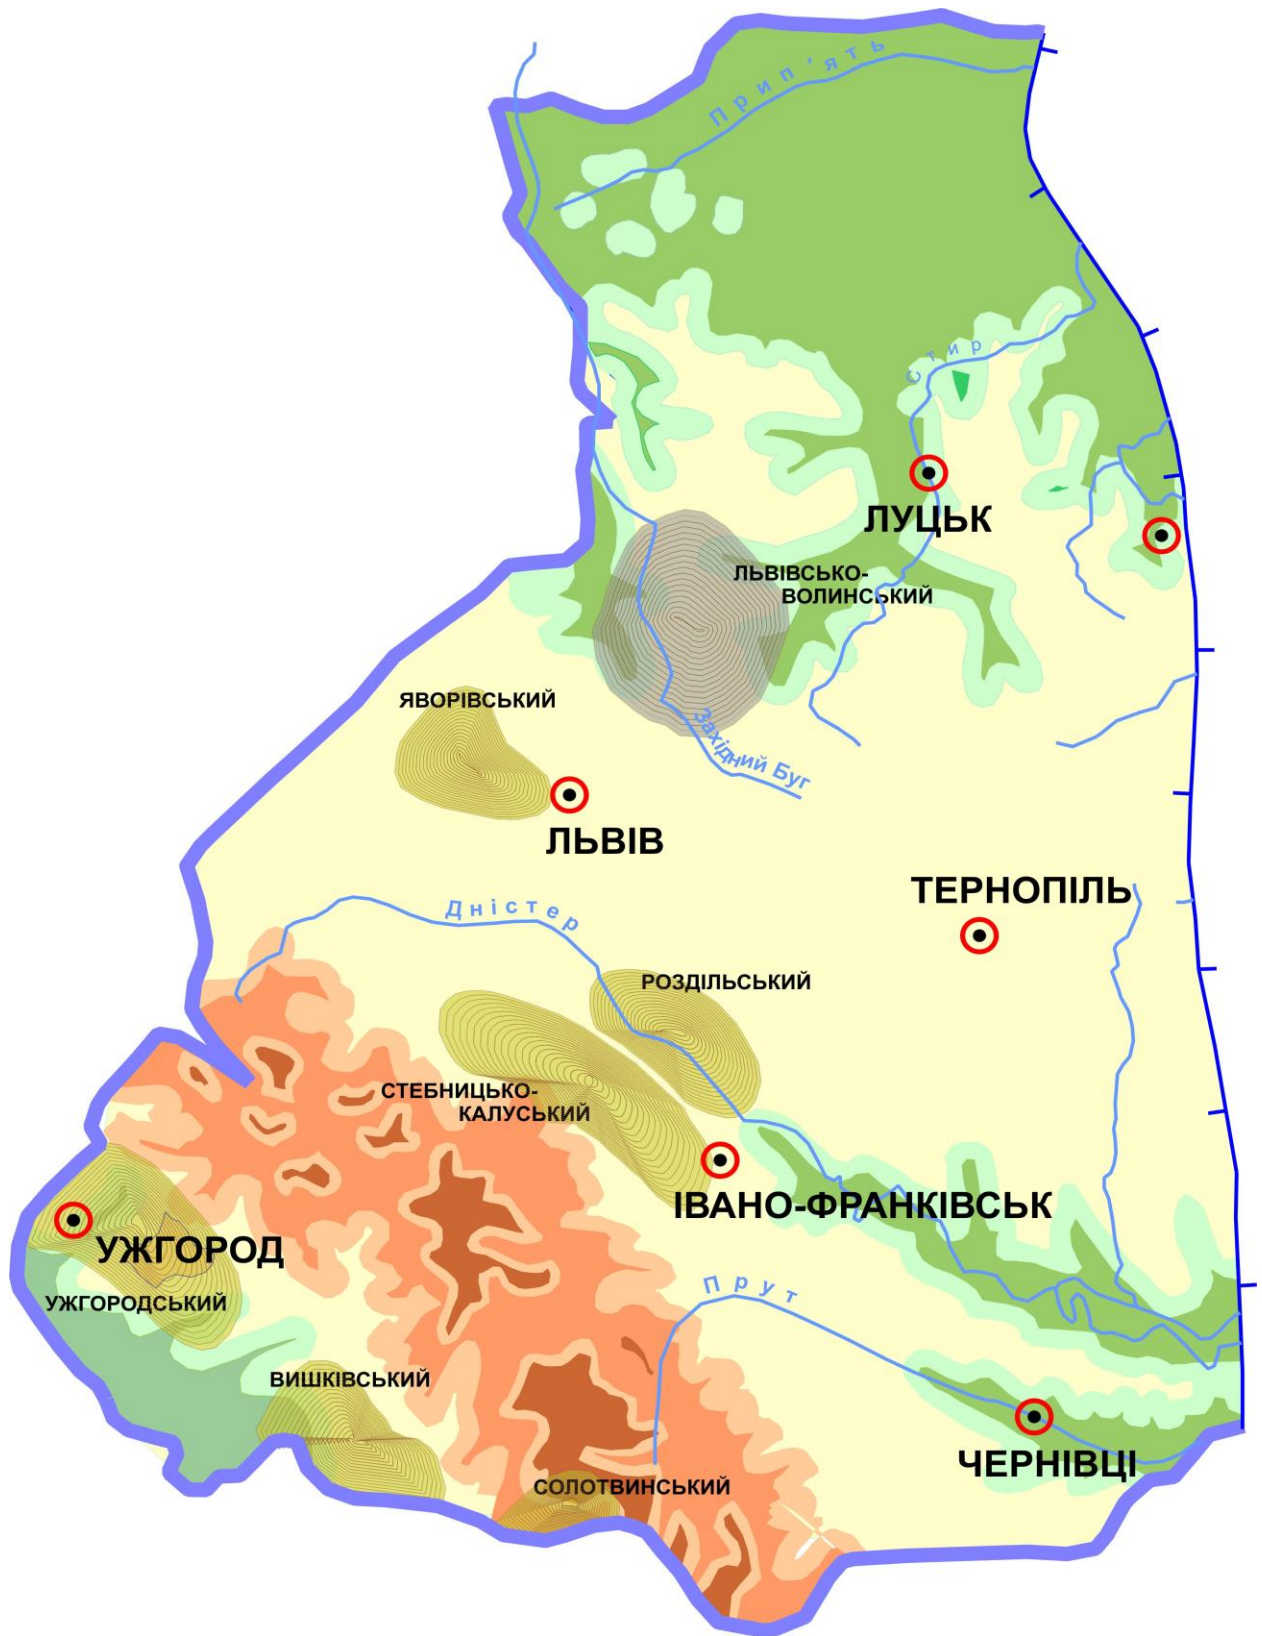 Прип'ять
Стир
ЛУЦЬК
ЛЬВІВСЬКО-
ВОЛИНСЬКИЙ
ЯВОРІВСЬКИЙ
Західний Буг
ЛЬВІВ
ТЕРНОПІЛЬ
Дністер
РОЗДІЛЬСЬКИЙ
СТЕБНИЦЬКО-
КАЛУСЬКИЙ
ІВАНО-ФРАНКІВСЬК
УЖГОРОД
УЖГОРОДСЬКИЙ
Прут
ВИШКІВСЬКИЙ
ЧЕРНІВЦІ
СОЛОТВИНСЬКИЙ